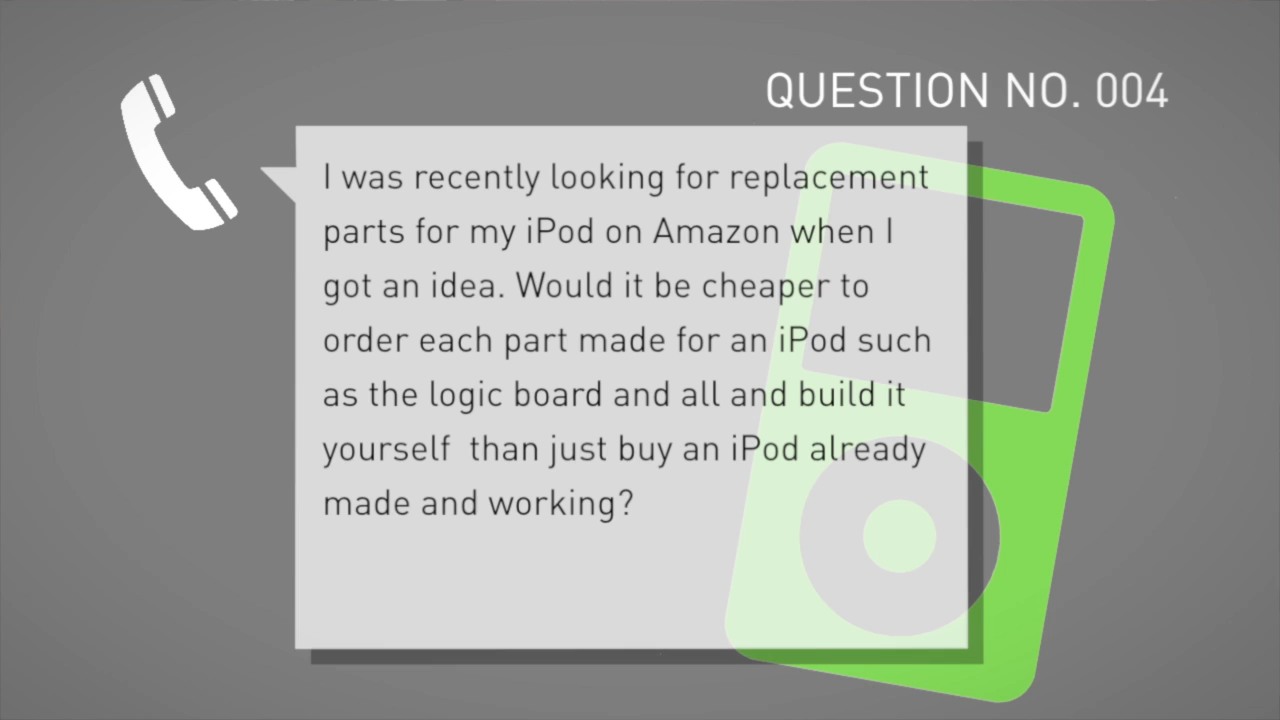 QUESTION NO. 004
I was recently looking for replacement
parts for my iPod on Amazon when I
got an idea. Would it be cheaper to
order each part made for an iPod such
as the logic board and all and build it
yourself  than just buy an iPod already
made and working?